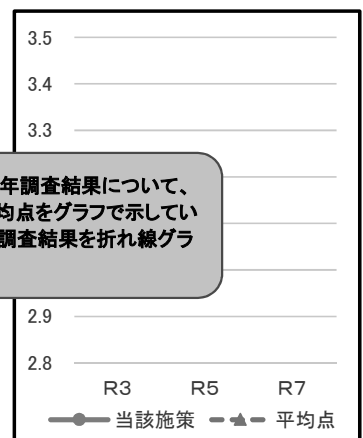 3.5
3.4
3.3
年調査結果について、
均点をグラフで示してい
調査結果を折れ線グラ
2.9
2.8
R3 R5 R7
当該施策 平均点